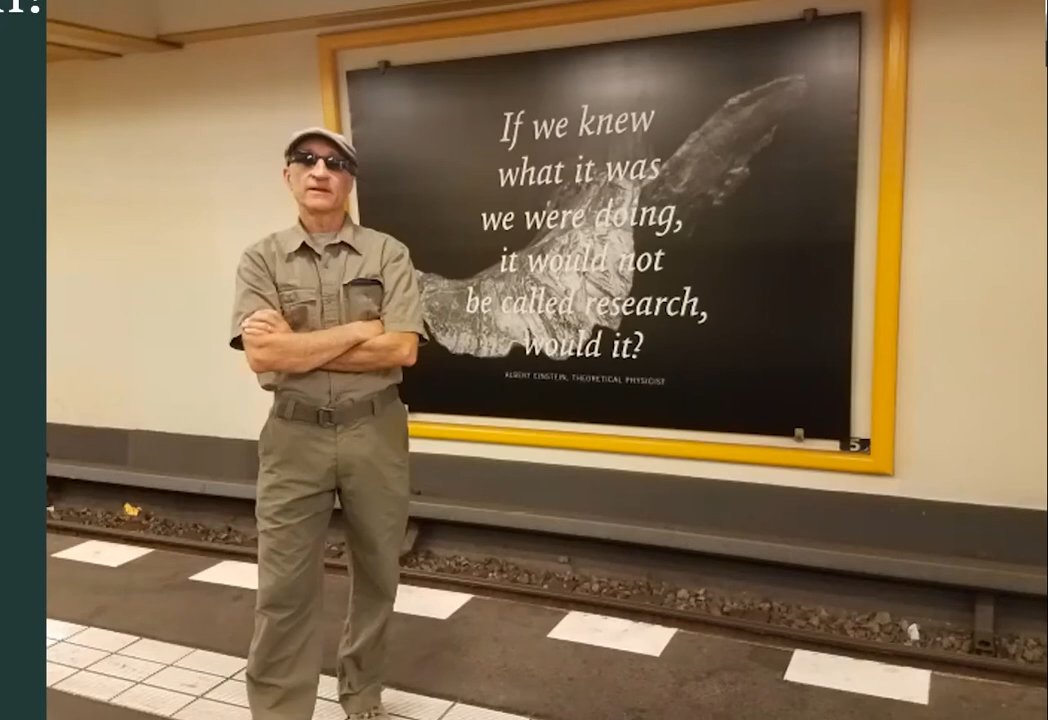 If we knew
what it was
we were doing,
it would not
be called research,
would it?
ALBERT EINSTEIN, THEORETICAL PHYSICIST
5